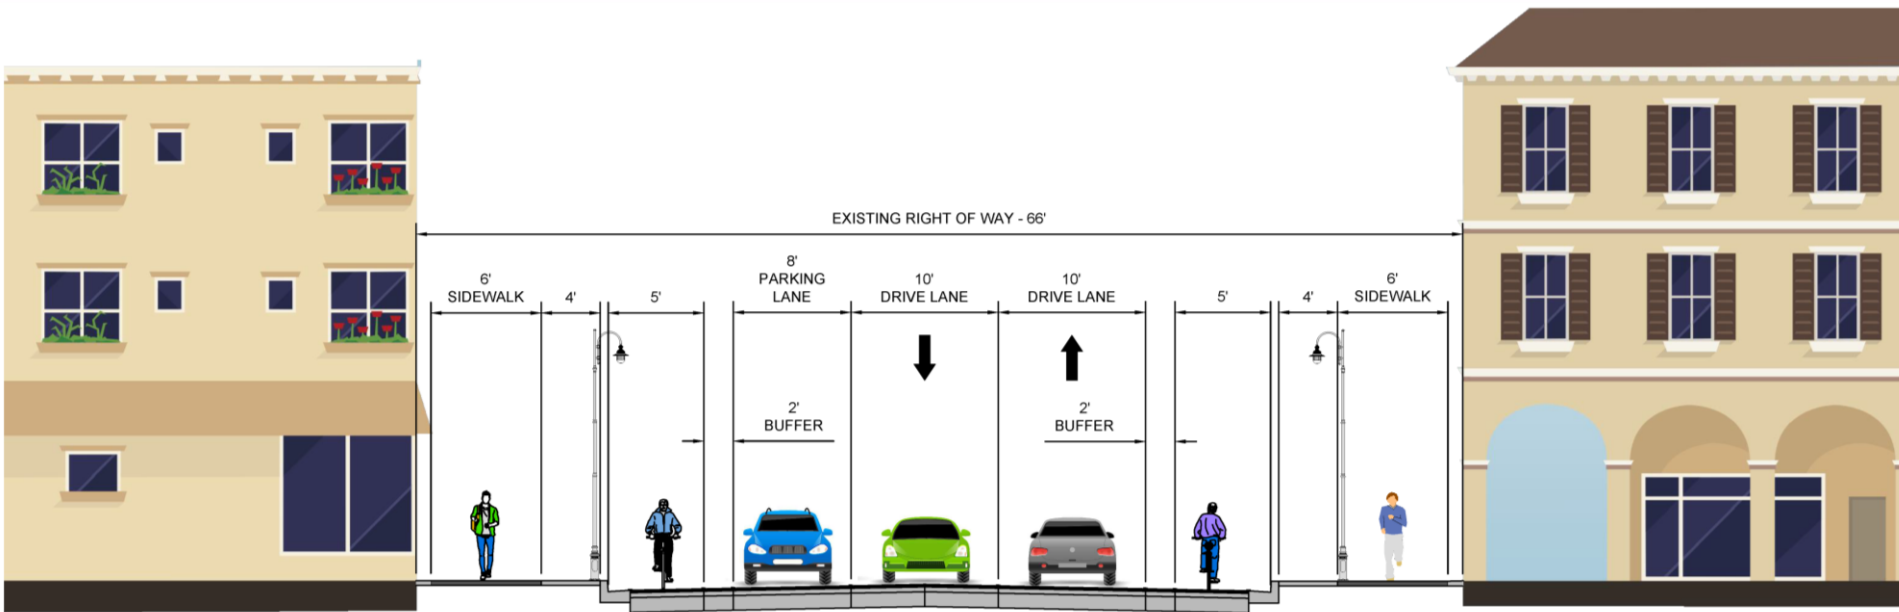 EXISTING RIGHT OF WAY - 66'
6'
SIDEWALK
4'
5'
8'
PARKING
LANE
10'
DRIVE LANE
10'
DRIVE LANE
5'
4'
6'
SIDEWALK
2'
BUFFER
2'
BUFFER